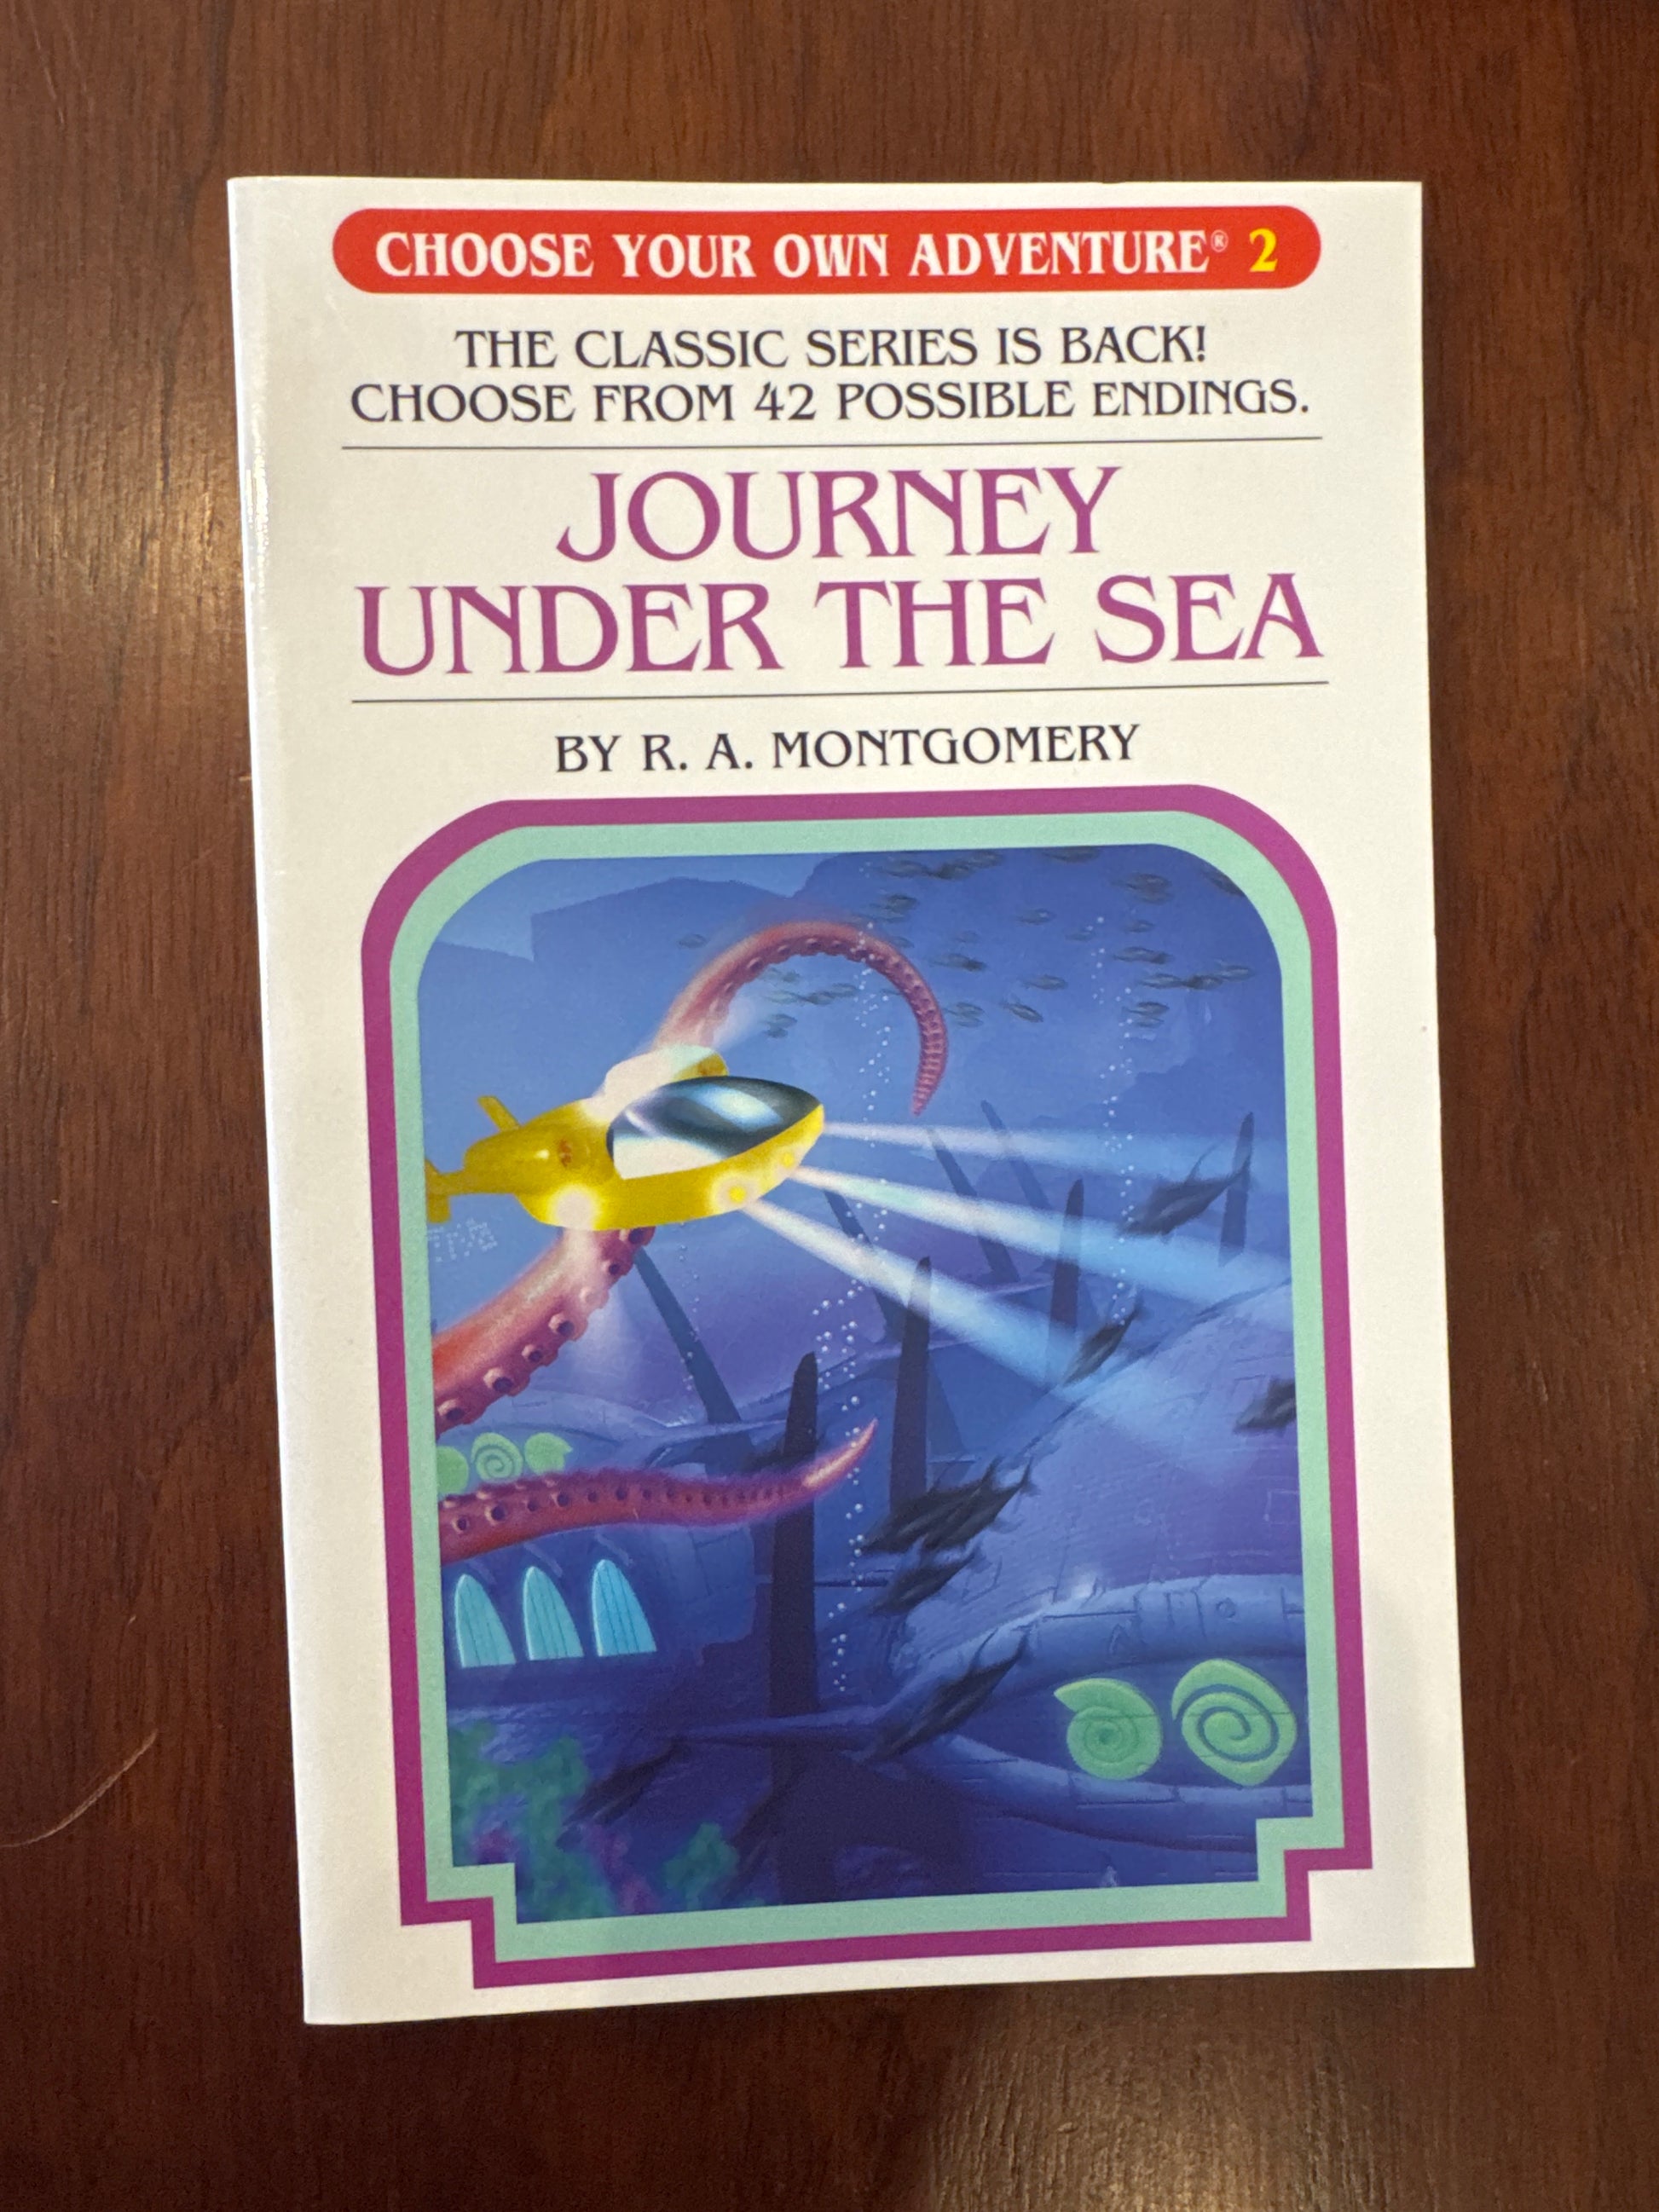 CHOOSE YOUR OWN ADVENTURE® 2
THE CLASSIC SERIES IS BACK!
CHOOSE FROM 42 POSSIBLE ENDINGS.
JOURNEY
UNDER THE SEA
BY R. A. MONTGOMERY